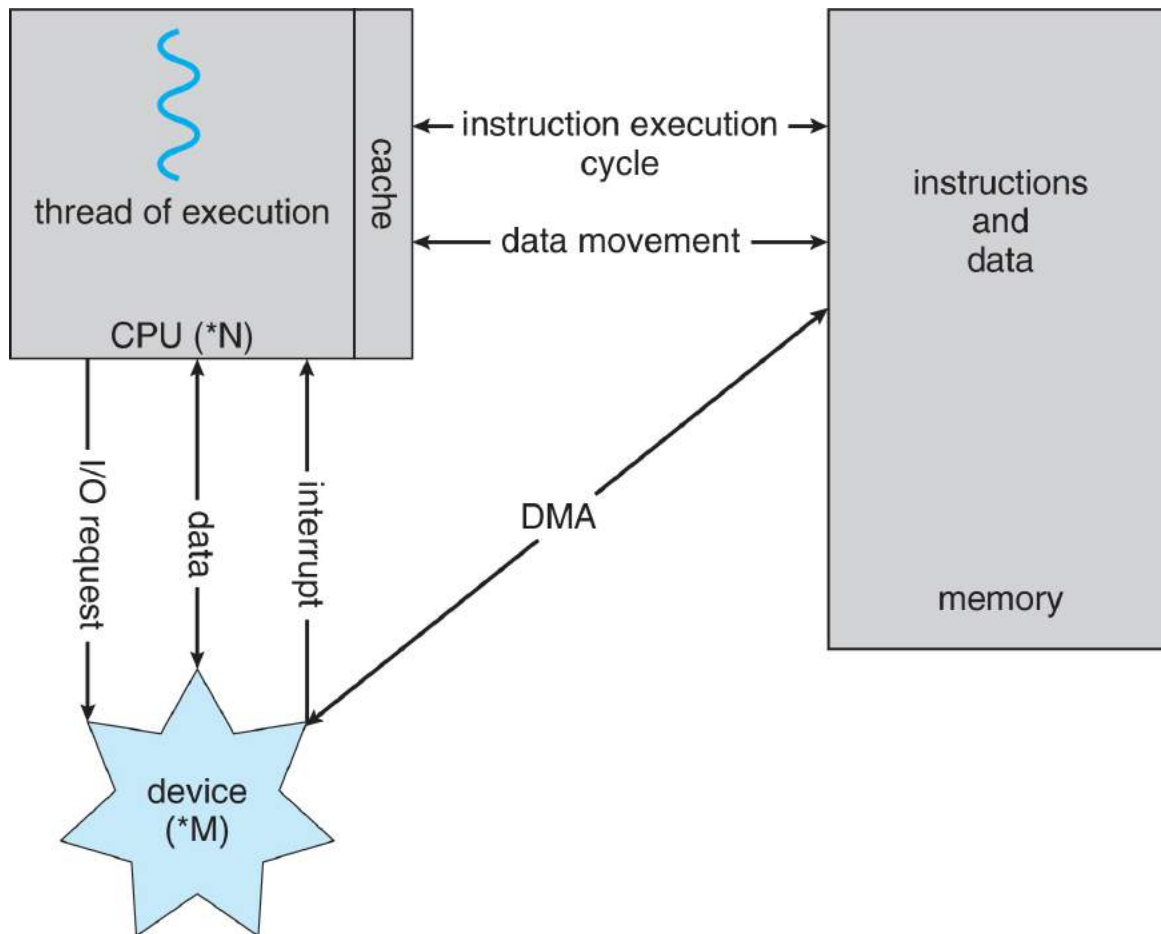 thread of execution
cache
CPU (*N)
instruction execution
cycle
data movement
instructions
and
data
memory
I/O request
data
interrupt
DMA
device
(*M)